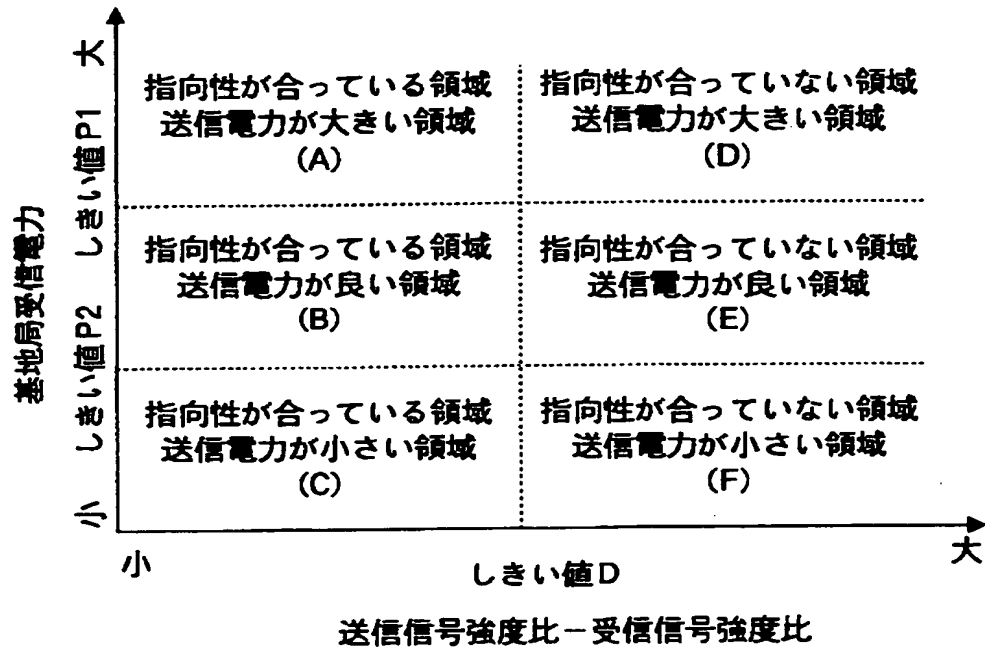 大
指向性が合っている領域
送信電力が大きい領域
(A)
指向性が合っていない領域
送信電力が大きい領域
(D)
しきい値P1
基地局受信電力
指向性が合っている領域
送信電力が良い領域
(B)
指向性が合っていない領域
送信電力が良い領域
(E)
しきい値P2
指向性が合っている領域
送信電力が小さい領域
(C)
指向性が合っていない領域
送信電力が小さい領域
(F)
小
小
しきい値D
大
送信信号強度比－受信信号強度比